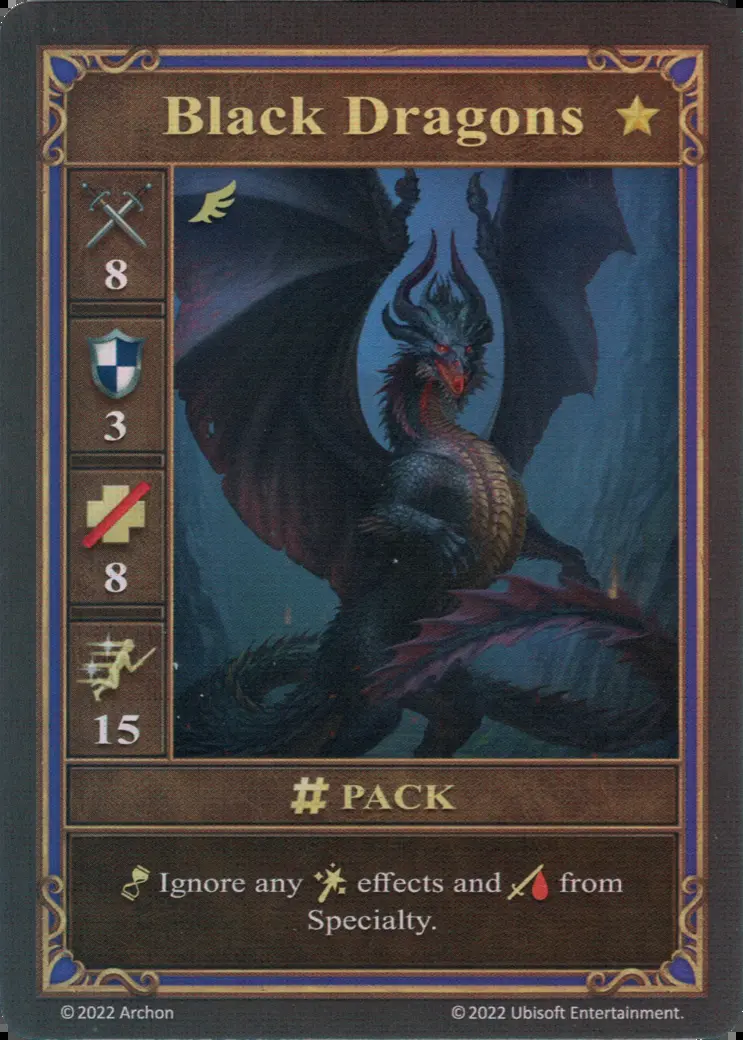 Black Dragons
8
3
8
15
# PACK
Ignore any effects and from
Specialty.
© 2022 Archon
© 2022 Ubisoft Entertainment.